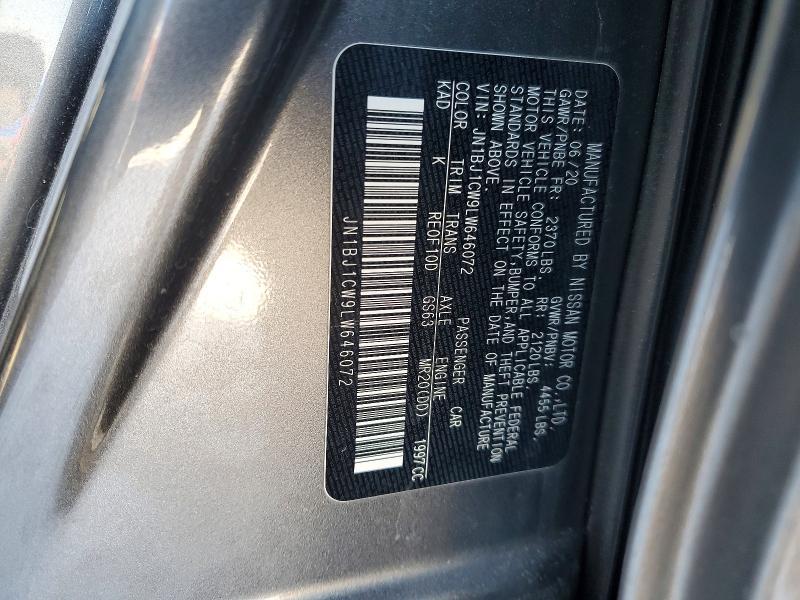 MANUFACTURED BY NISSAN MOTOR CO.,LTD.
DATE: 06/20 GVWR/PNBV: 4455LBS.
GAWR/PNBE FR: 2370LBS. RR: 2120LBS.
THIS VEHICLE CONFORMS TO ALL APPLICABLE FEDERAL
MOTOR VEHICLE SAFETY,BUMPER,AND THEFT PREVENTION
STANDARDS IN EFFECT ON THE DATE OF MANUFACTURE
SHOWN ABOVE.
VIN: JN1BJ1CW9LW646072 PASSENGER CAR
COLOR TRIM TRANS AXLE ENGINE
KAD K RE0F10D GS63 MR20(DD) 1997CC
JN1BJ1CW9LW646072